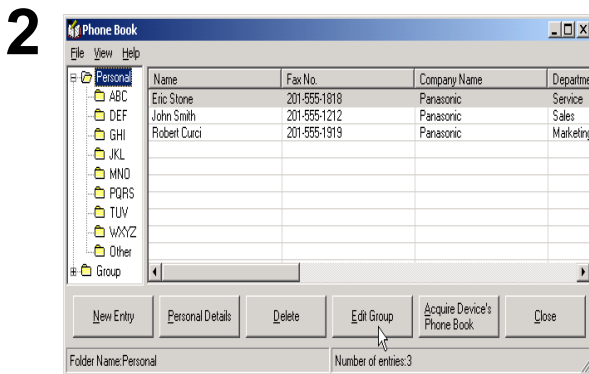 2
Phone Book
File View Help
Personal
ABC
DEF
GHI
JKL
MNO
PQRS
TUV
WXYZ
Other
Group
Name Fax No. Company Name Departme
Eric Stone 201-555-1818 Panasonic Service
John Smith 201-555-1212 Panasonic Sales
Robert Curci 201-555-1919 Panasonic Marketing
New Entry Personal Details Delete Edit Group Acquire Device's Phone Book Close
Folder Name:Personal Number of entries:3